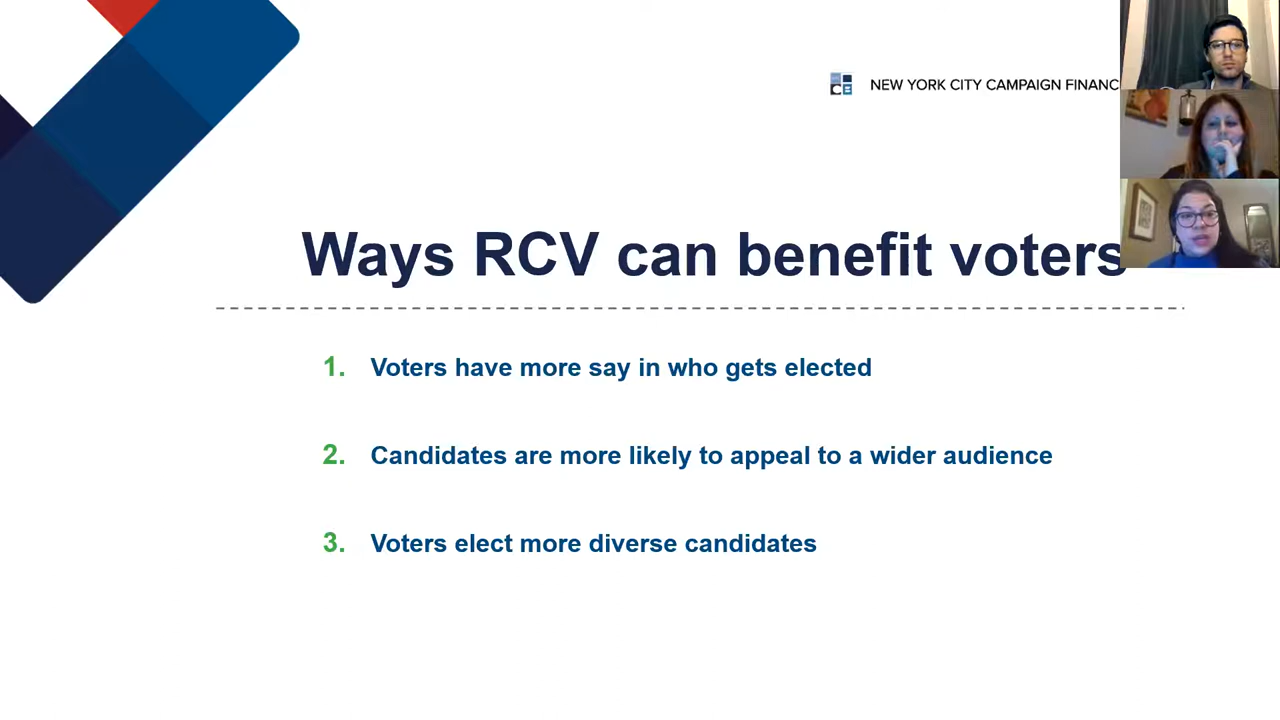 NEW YORK CITY CAMPAIGN FINANC
Ways RCV can benefit voters
1. Voters have more say in who gets elected
2. Candidates are more likely to appeal to a wider audience
3. Voters elect more diverse candidates